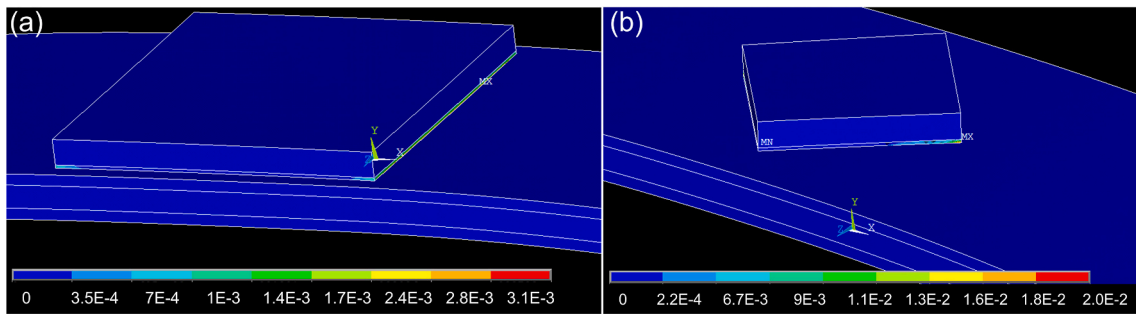 (a)
MX
Y
Z X
0 3.5E-4 7E-4 1E-3 1.4E-3 1.7E-3 2.4E-3 2.8E-3 3.1E-3
(b)
MN
MX
Y
Z X
0 2.2E-4 6.7E-3 9E-3 1.1E-2 1.3E-2 1.6E-2 1.8E-2 2.0E-2